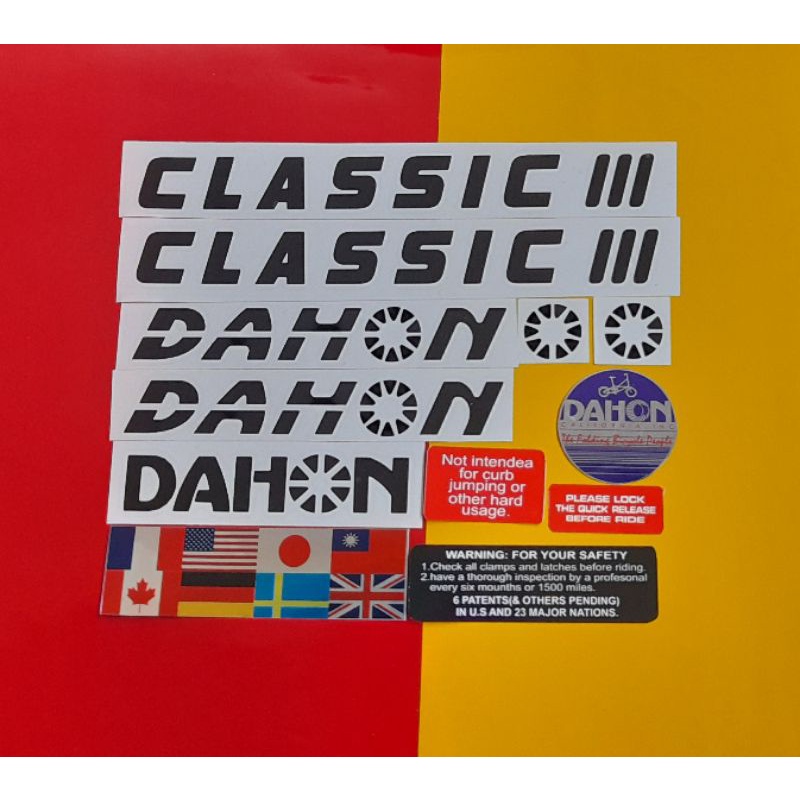 CLASSIC III
CLASSIC III
DAHON
DAHON
DAHON
CALIFORNIA INC
The Folding Bicycle People
DAHON
Not intendea
for curb
jumping or
other hard
usage.
PLEASE LOCK
THE QUICK RELEASE
BEFORE RIDE
WARNING: FOR YOUR SAFETY
1.Check all clamps and latches before riding.
2.have a thorough inspection by a profesonal
every six mounths or 1500 miles.
6 PATENTS(& OTHERS PENDING)
IN U.S AND 23 MAJOR NATIONS.